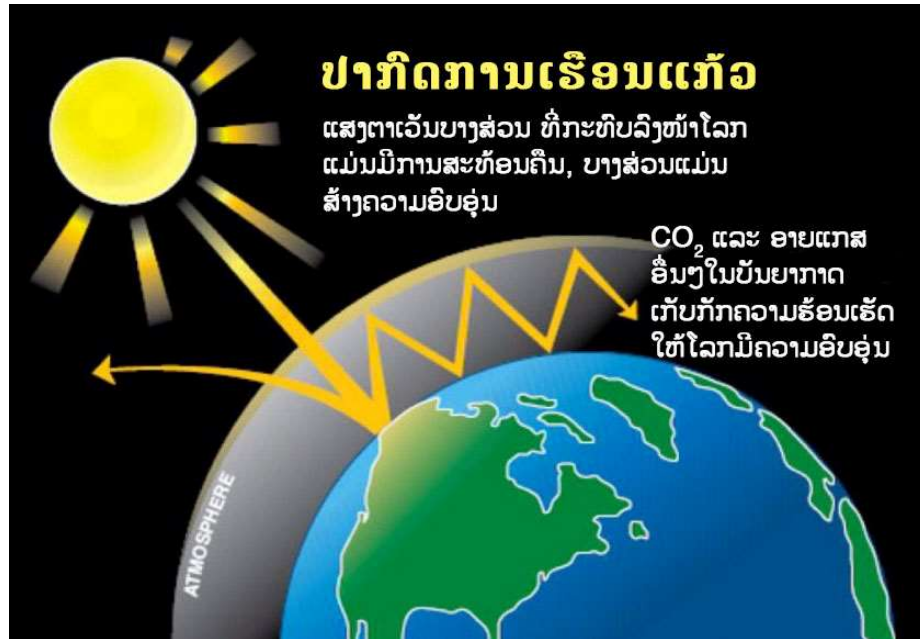 ປາກົດການເຮືອນແກ້ວ
ແສງຕາເວັນບາງສ່ວນ ທີ່ກະທົບລົງໜ້າໂລກ
ແມ່ນມີການສະທ້ອນຄືນ, ບາງສ່ວນແມ່ນ
ສ້າງຄວາມອົບອຸ່ນ
CO₂ ແລະ ອາຍແກສ
ອື່ນໆໃນບັນຍາກາດ
ເກັບກັກຄວາມຮ້ອນເຮັດ
ໃຫ້ໂລກມີຄວາມອົບອຸ່ນ
ATMOSPHERE